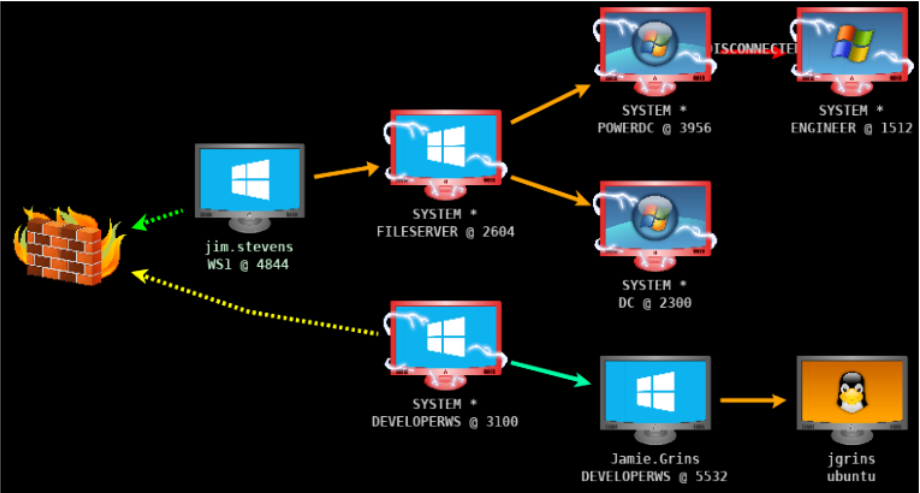 DISCONNECTED
SYSTEM *
POWERDC @ 3956
SYSTEM *
ENGINEER @ 1512
SYSTEM *
FILESERVER @ 2604
jim.stevens
WS1 @ 4844
SYSTEM *
DC @ 2300
SYSTEM *
DEVELOPERWS @ 3100
Jamie.Grins
DEVELOPERWS @ 5532
jgrins
ubuntu